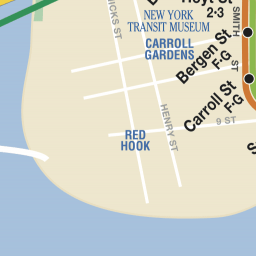 2-3
NEW YORK
TRANSIT MUSEUM
SMITH
ST
CARROLL
GARDENS
Bergen St
F-G
HENRY ST
Carroll St
F-G
9 ST
RED
HOOK